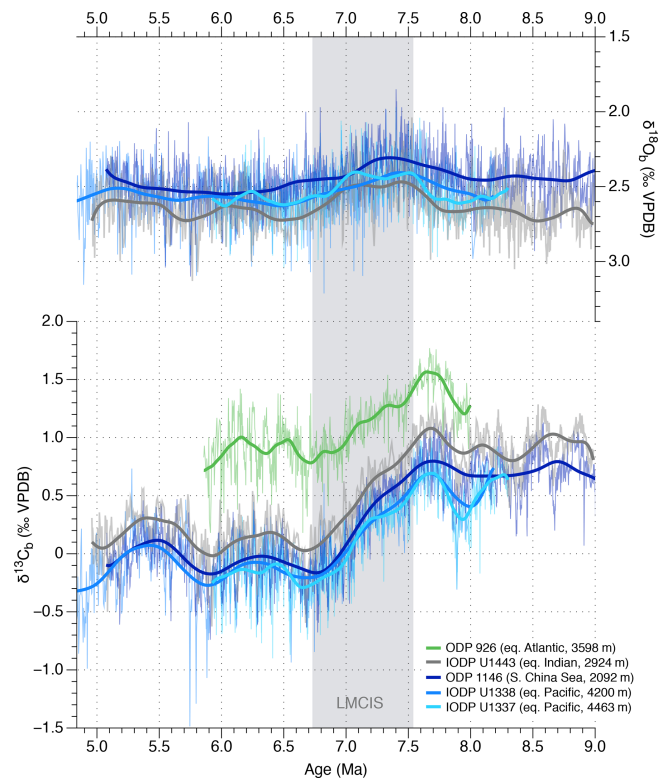 5.0 5.5 6.0 6.5 7.0 7.5 8.0 8.5 9.0
1.5
2.0
2.5
3.0
δ18Ob (‰ VPDB)
2.0
1.5
1.0
0.5
0
−0.5
−1.0
−1.5
δ13Cb (‰ VPDB)
ODP 926 (eq. Atlantic, 3598 m)
IODP U1443 (eq. Indian, 2924 m)
ODP 1146 (S. China Sea, 2092 m)
IODP U1338 (eq. Pacific, 4200 m)
IODP U1337 (eq. Pacific, 4463 m)
LMCIS
5.0 5.5 6.0 6.5 7.0 7.5 8.0 8.5 9.0
Age (Ma)